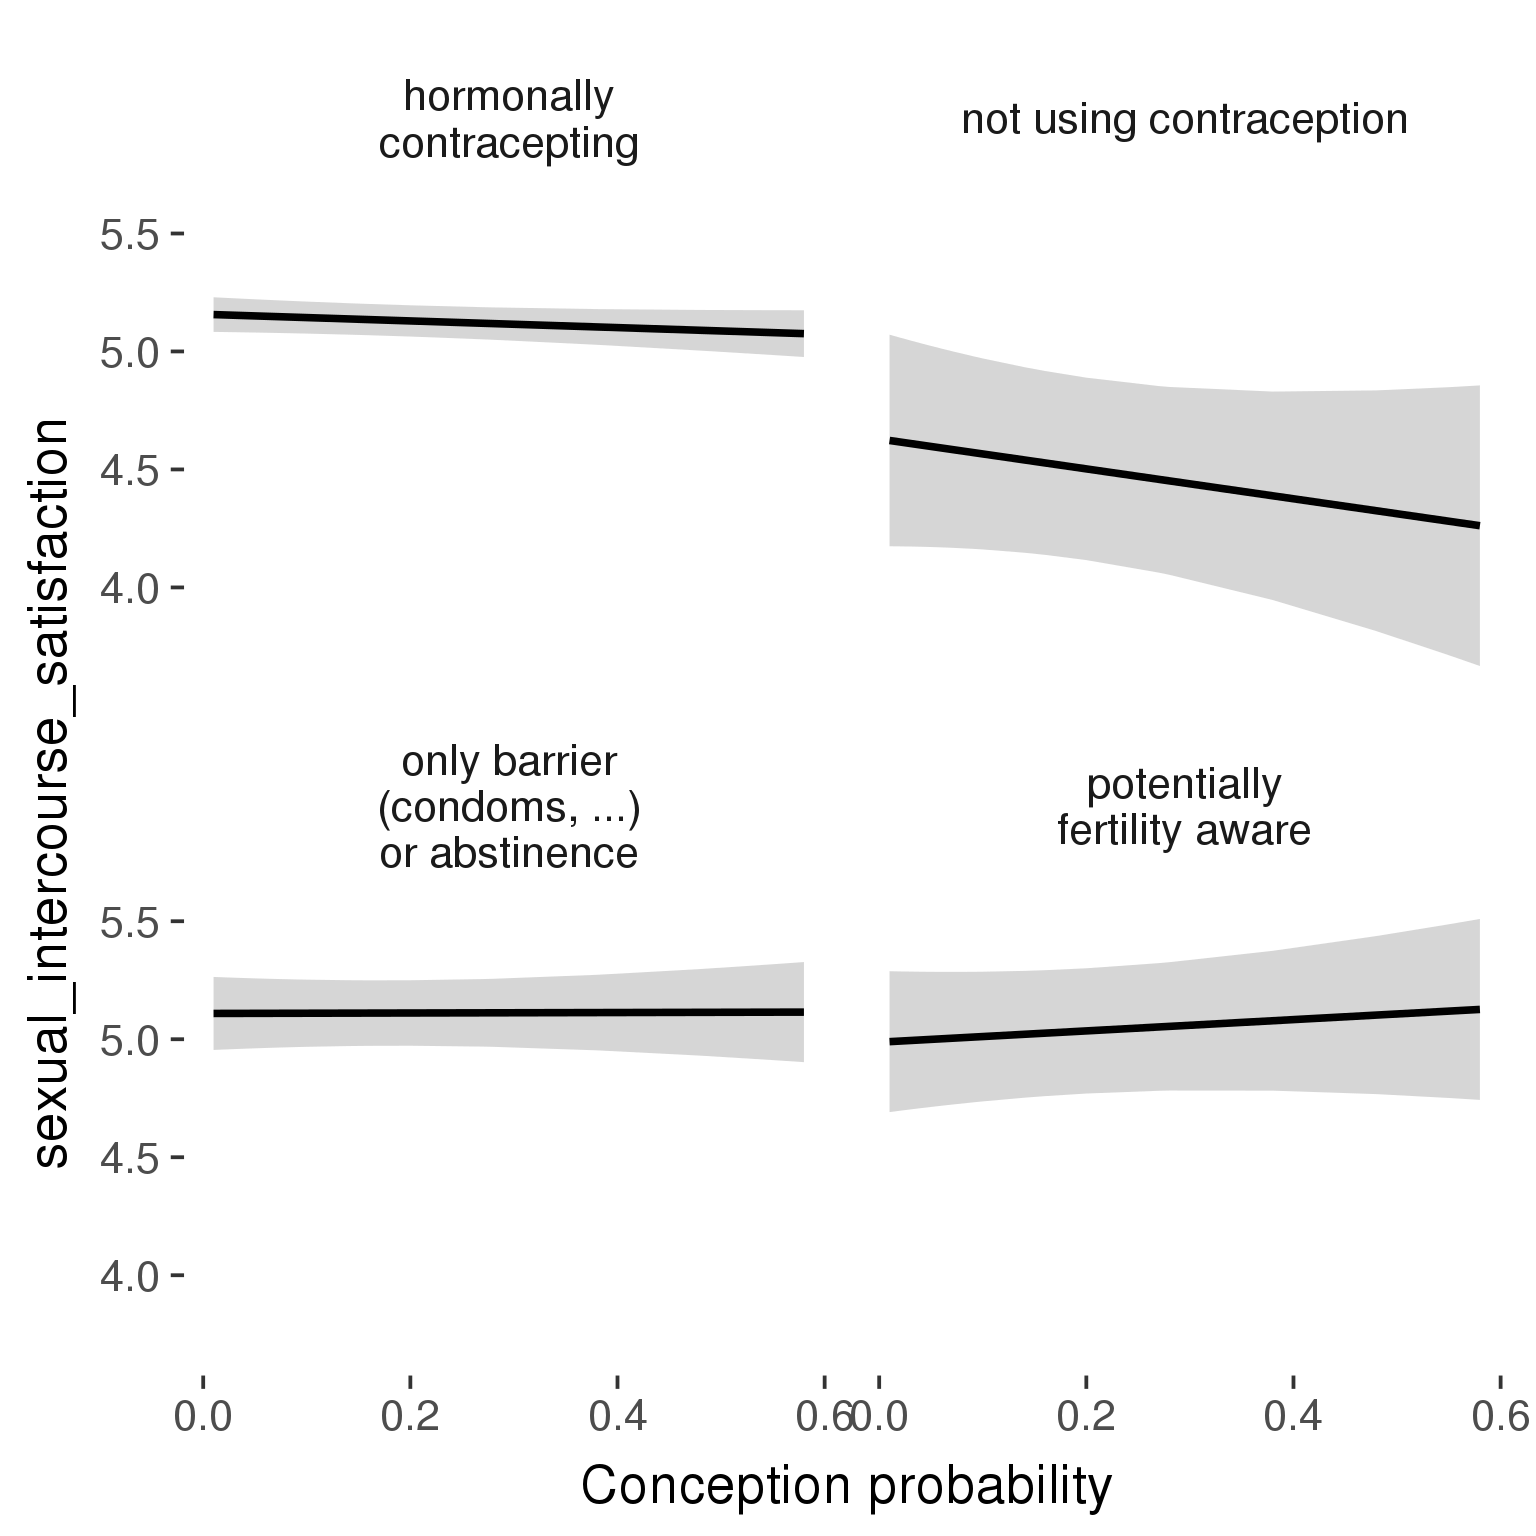 hormonally
contracepting
not using contraception
5.5
5.0
4.5
4.0
only barrier
(condoms, ...)
or abstinence
potentially
fertility aware
5.5
5.0
4.5
4.0
sexual_intercourse_satisfaction
0.0 0.2 0.4 0.6 0.0 0.2 0.4 0.6
Conception probability